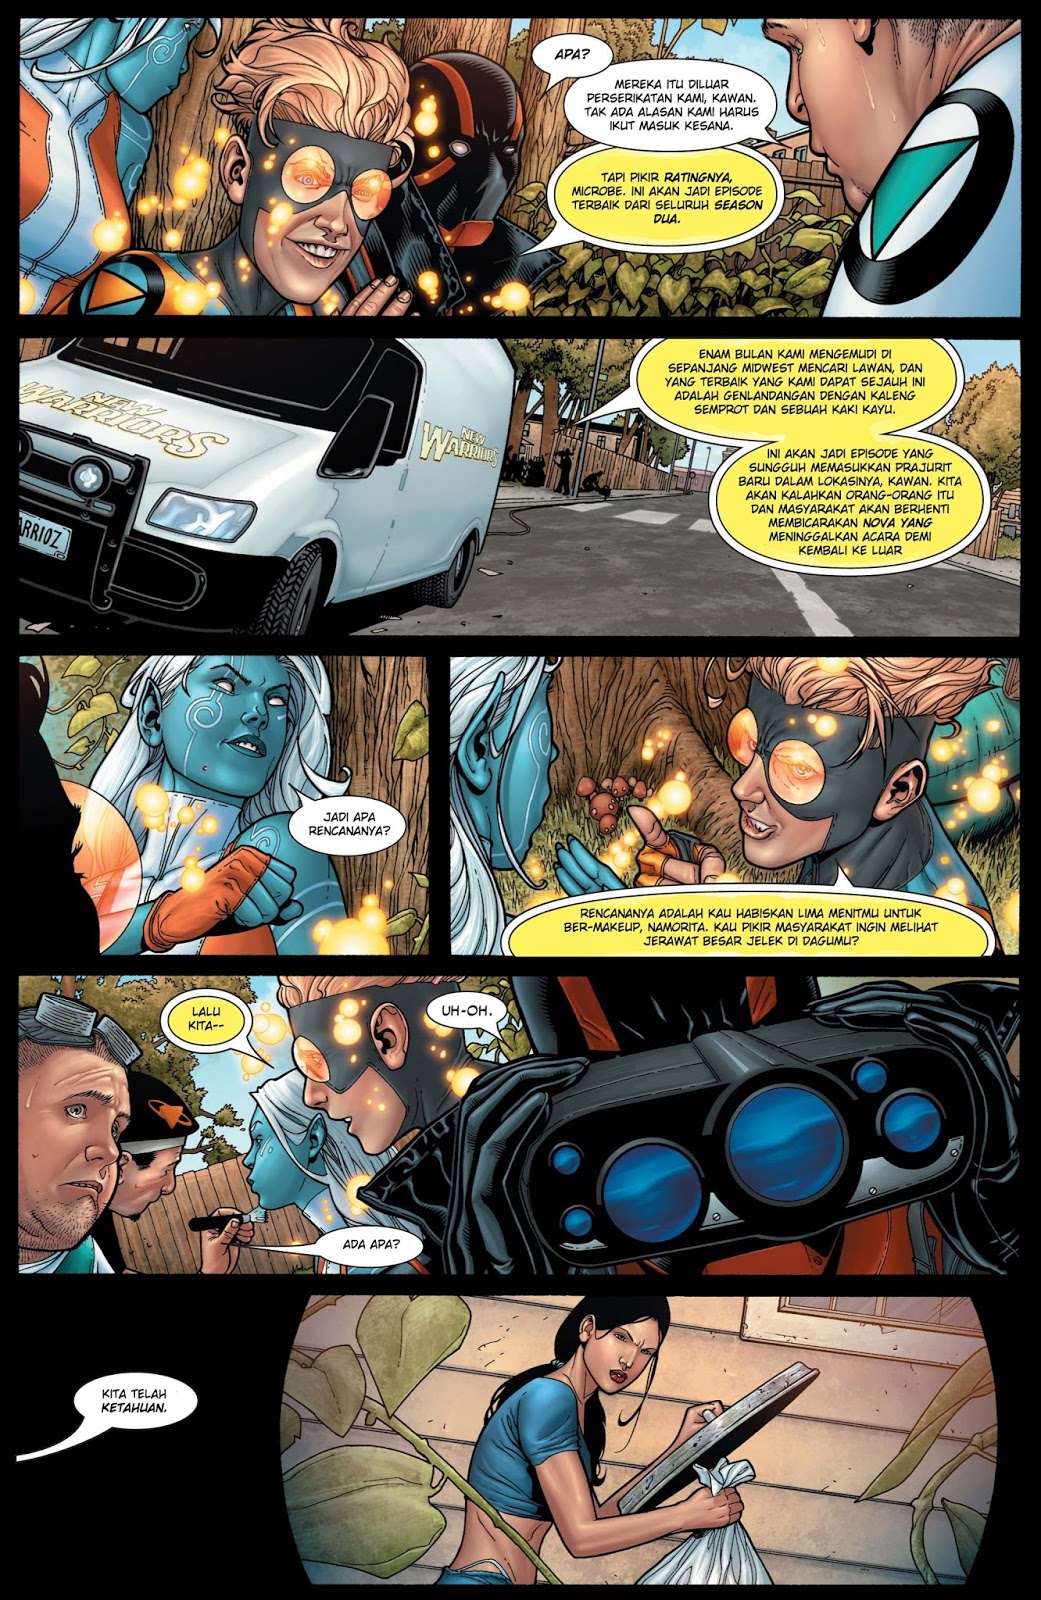 APA?
MEREKA ITU DILUAR
PERSERIKATAN KAMI, KAWAN.
TAK ADA ALASAN KAMI HARUS
IKUT MASUK KESANA.
TAPI PIKIR RATINGNYA,
MICROBE. INI AKAN JADI EPISODE
TERBAIK DARI SELURUH SEASON
DUA.
ENAM BULAN KAMI MENGEMUDI DI
SEPANJANG MIDWEST MENCARI LAWAN, DAN
YANG TERBAIK YANG KAMI DAPAT SEJAUH INI
ADALAH GENLANDANGAN DENGAN KALENG
SEMPROT DAN SEBUAH KAKI KAYU.
INI AKAN JADI EPISODE YANG
SUNGGUH MEMASUKKAN PRAJURIT
BARU DALAM LOKASINYA, KAWAN. KITA
AKAN KALAHKAN ORANG-ORANG ITU
DAN MASYARAKAT AKAN BERHENTI
MEMBICARAKAN NOVA YANG
MENINGGALKAN ACARA DEMI
KEMBALI KE LUAR
NEW
WARRIORS
NEW
WARRIORS
ARRIOZ
JADI APA
RENCANANYA?
RENCANANYA ADALAH KAU HABISKAN LIMA MENITMU UNTUK
BER-MAKEUP, NAMORITA. KAU PIKIR MASYARAKAT INGIN MELIHAT
JERAWAT BESAR JELEK DI DAGUMU?
LALU
KITA--
UH-OH.
ADA APA?
KITA TELAH
KETAHUAN.